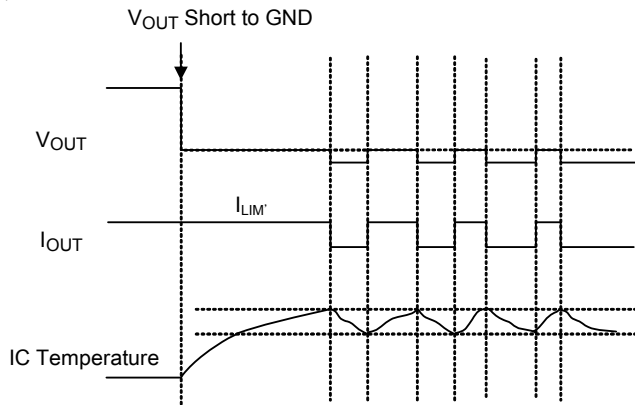 VOUT Short to GND
VOUT
ILIM'
IOUT
IC Temperature